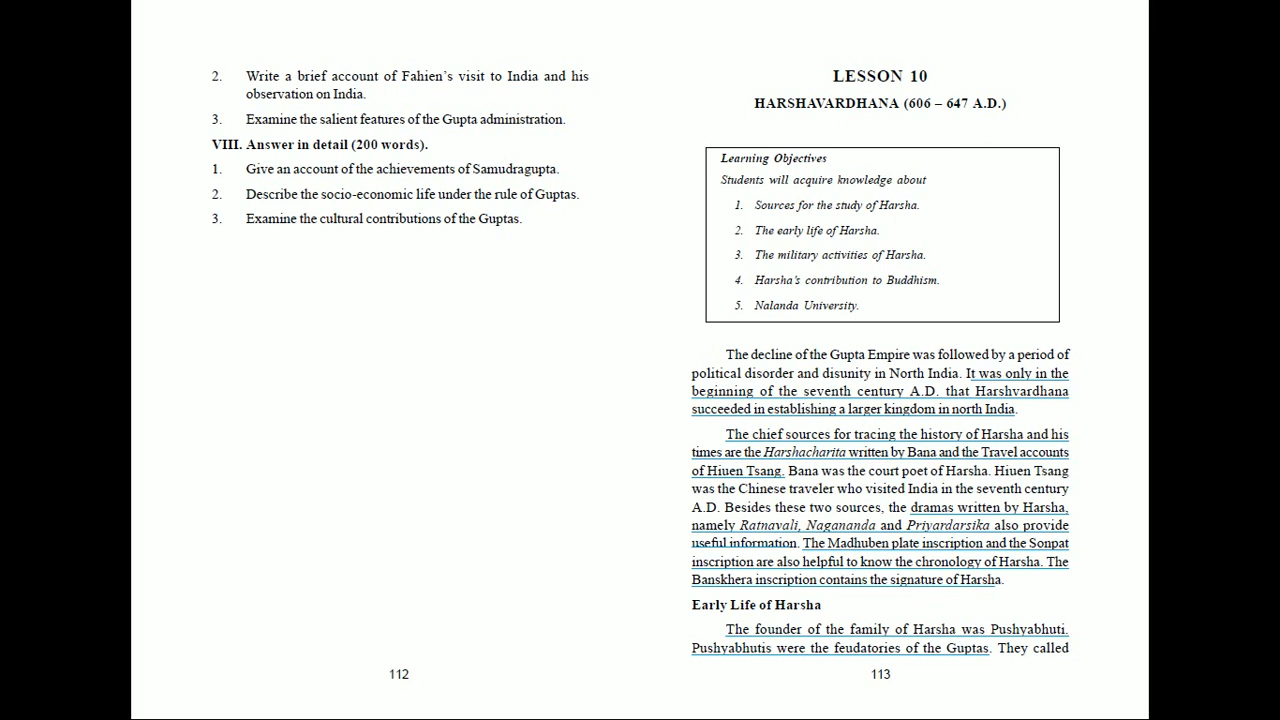 2. Write a brief account of Fahien's visit to India and his
observation on India.
3. Examine the salient features of the Gupta administration.
VIII. Answer in detail (200 words).
1. Give an account of the achievements of Samudragupta.
2. Describe the socio-economic life under the rule of Guptas.
3. Examine the cultural contributions of the Guptas.
112
LESSON 10
HARSHAVARDHANA (606 – 647 A.D.)
Learning Objectives
Students will acquire knowledge about
1. Sources for the study of Harsha.
2. The early life of Harsha.
3. The military activities of Harsha.
4. Harsha's contribution to Buddhism.
5. Nalanda University.
The decline of the Gupta Empire was followed by a period of
political disorder and disunity in North India. It was only in the
beginning of the seventh century A.D. that Harshvardhana
succeeded in establishing a larger kingdom in north India.
The chief sources for tracing the history of Harsha and his
times are the Harshacharita written by Bana and the Travel accounts
of Hiuen Tsang. Bana was the court poet of Harsha. Hiuen Tsang
was the Chinese traveler who visited India in the seventh century
A.D. Besides these two sources, the dramas written by Harsha,
namely Ratnavali, Nagananda and Priyardarsika also provide
useful information. The Madhuben plate inscription and the Sonpat
inscription are also helpful to know the chronology of Harsha. The
Banskhera inscription contains the signature of Harsha.
Early Life of Harsha
The founder of the family of Harsha was Pushyabhuti.
Pushyabhutis were the feudatories of the Guptas. They called
113